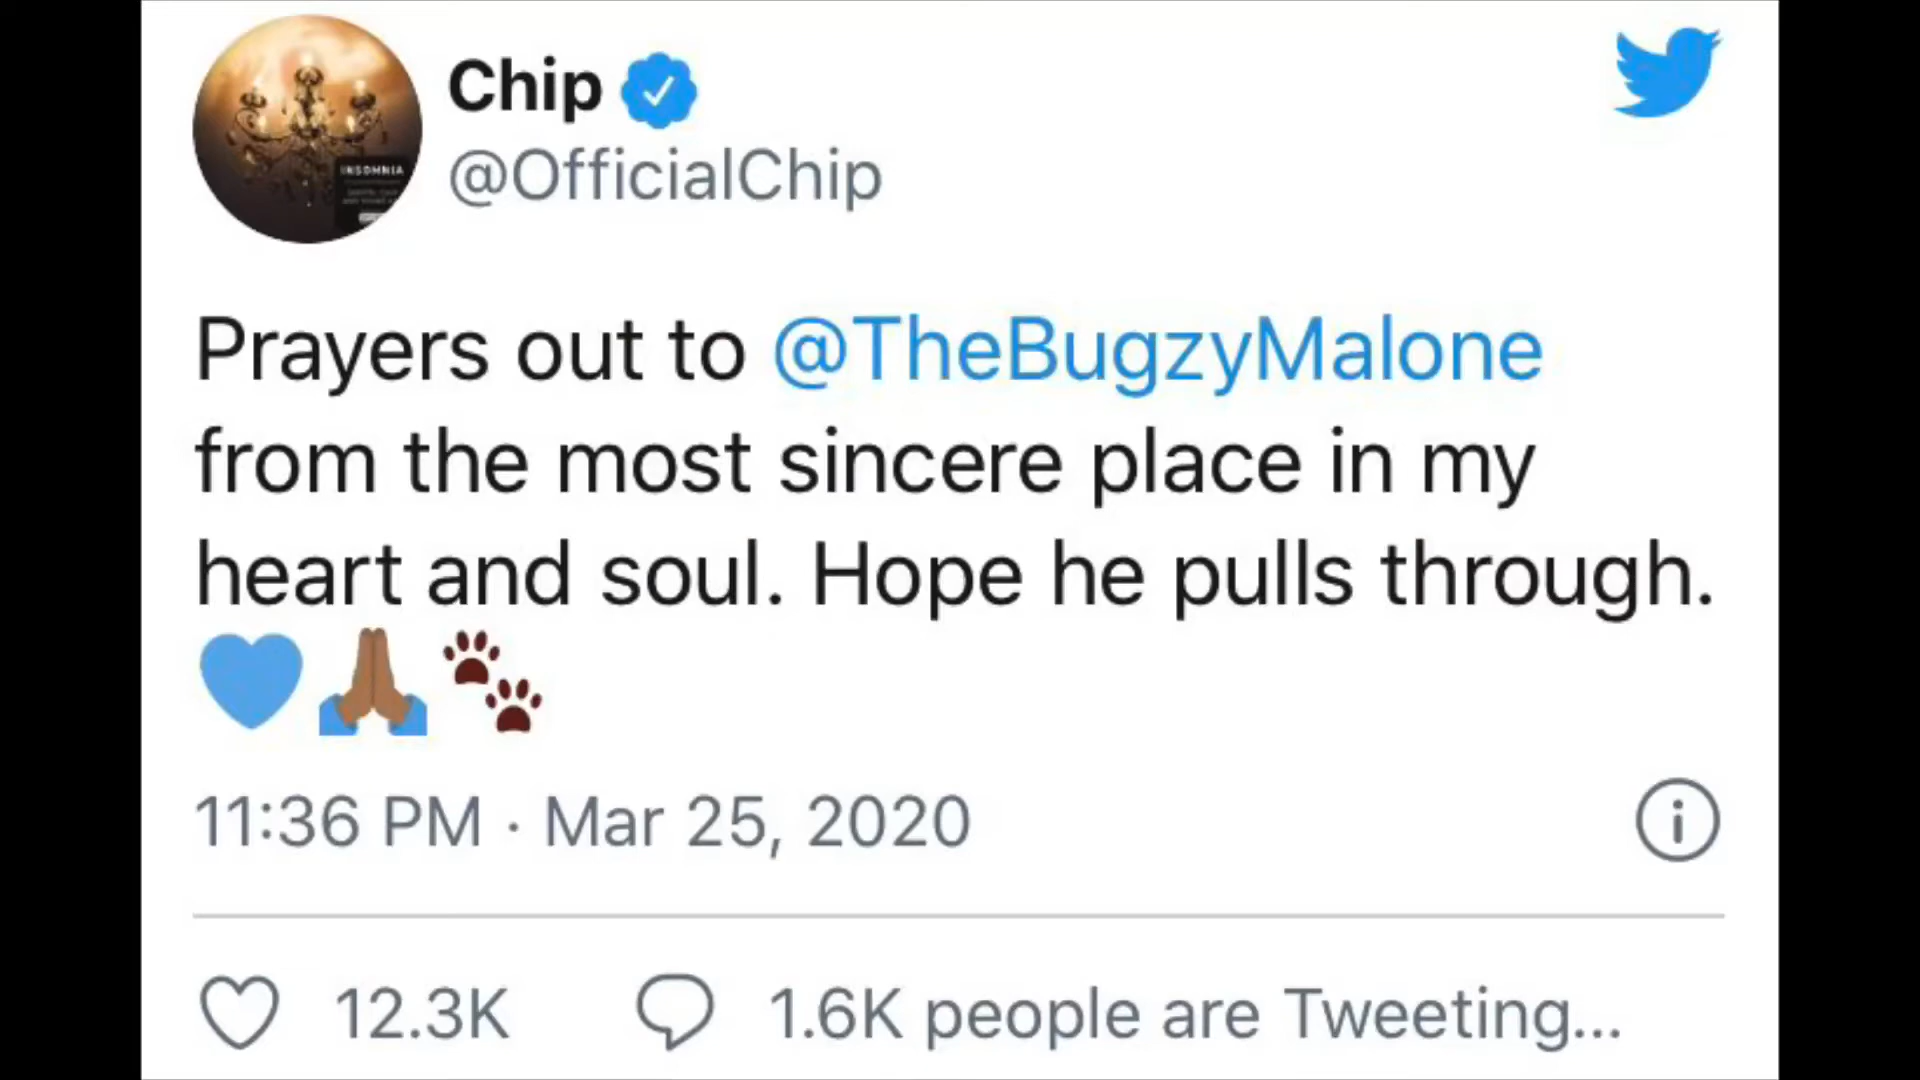 Chip
@OfficialChip
INSOMNIA
Prayers out to @TheBugzyMalone
from the most sincere place in my
heart and soul. Hope he pulls through.
💙🙏🏾🐾
11:36 PM · Mar 25, 2020
12.3K 1.6K people are Tweeting...